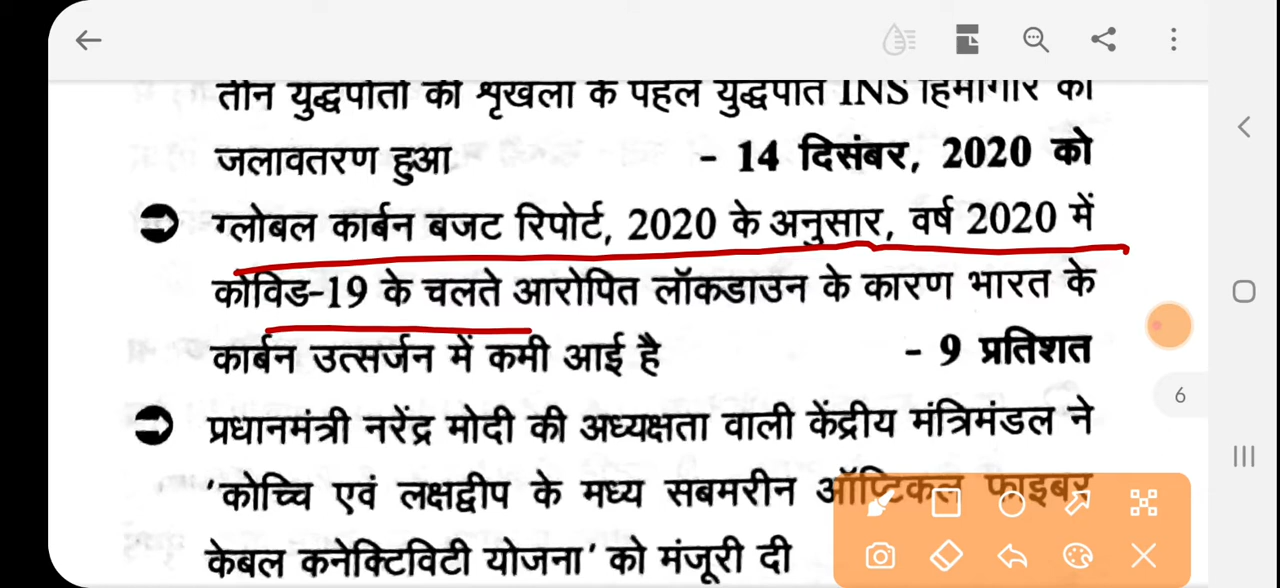 तीन युद्धपोतों की शृंखला के पहले युद्धपोत INS हिमगिरि का
जलावतरण हुआ - 14 दिसंबर, 2020 को
ग्लोबल कार्बन बजट रिपोर्ट, 2020 के अनुसार, वर्ष 2020 में
कोविड-19 के चलते आरोपित लॉकडाउन के कारण भारत के
कार्बन उत्सर्जन में कमी आई है - 9 प्रतिशत
6
प्रधानमंत्री नरेंद्र मोदी की अध्यक्षता वाली केंद्रीय मंत्रिमंडल ने
'कोच्चि एवं लक्षद्वीप के मध्य सबमरीन ऑप्टिकल फाइबर
केबल कनेक्टिविटी योजना' को मंजूरी दी